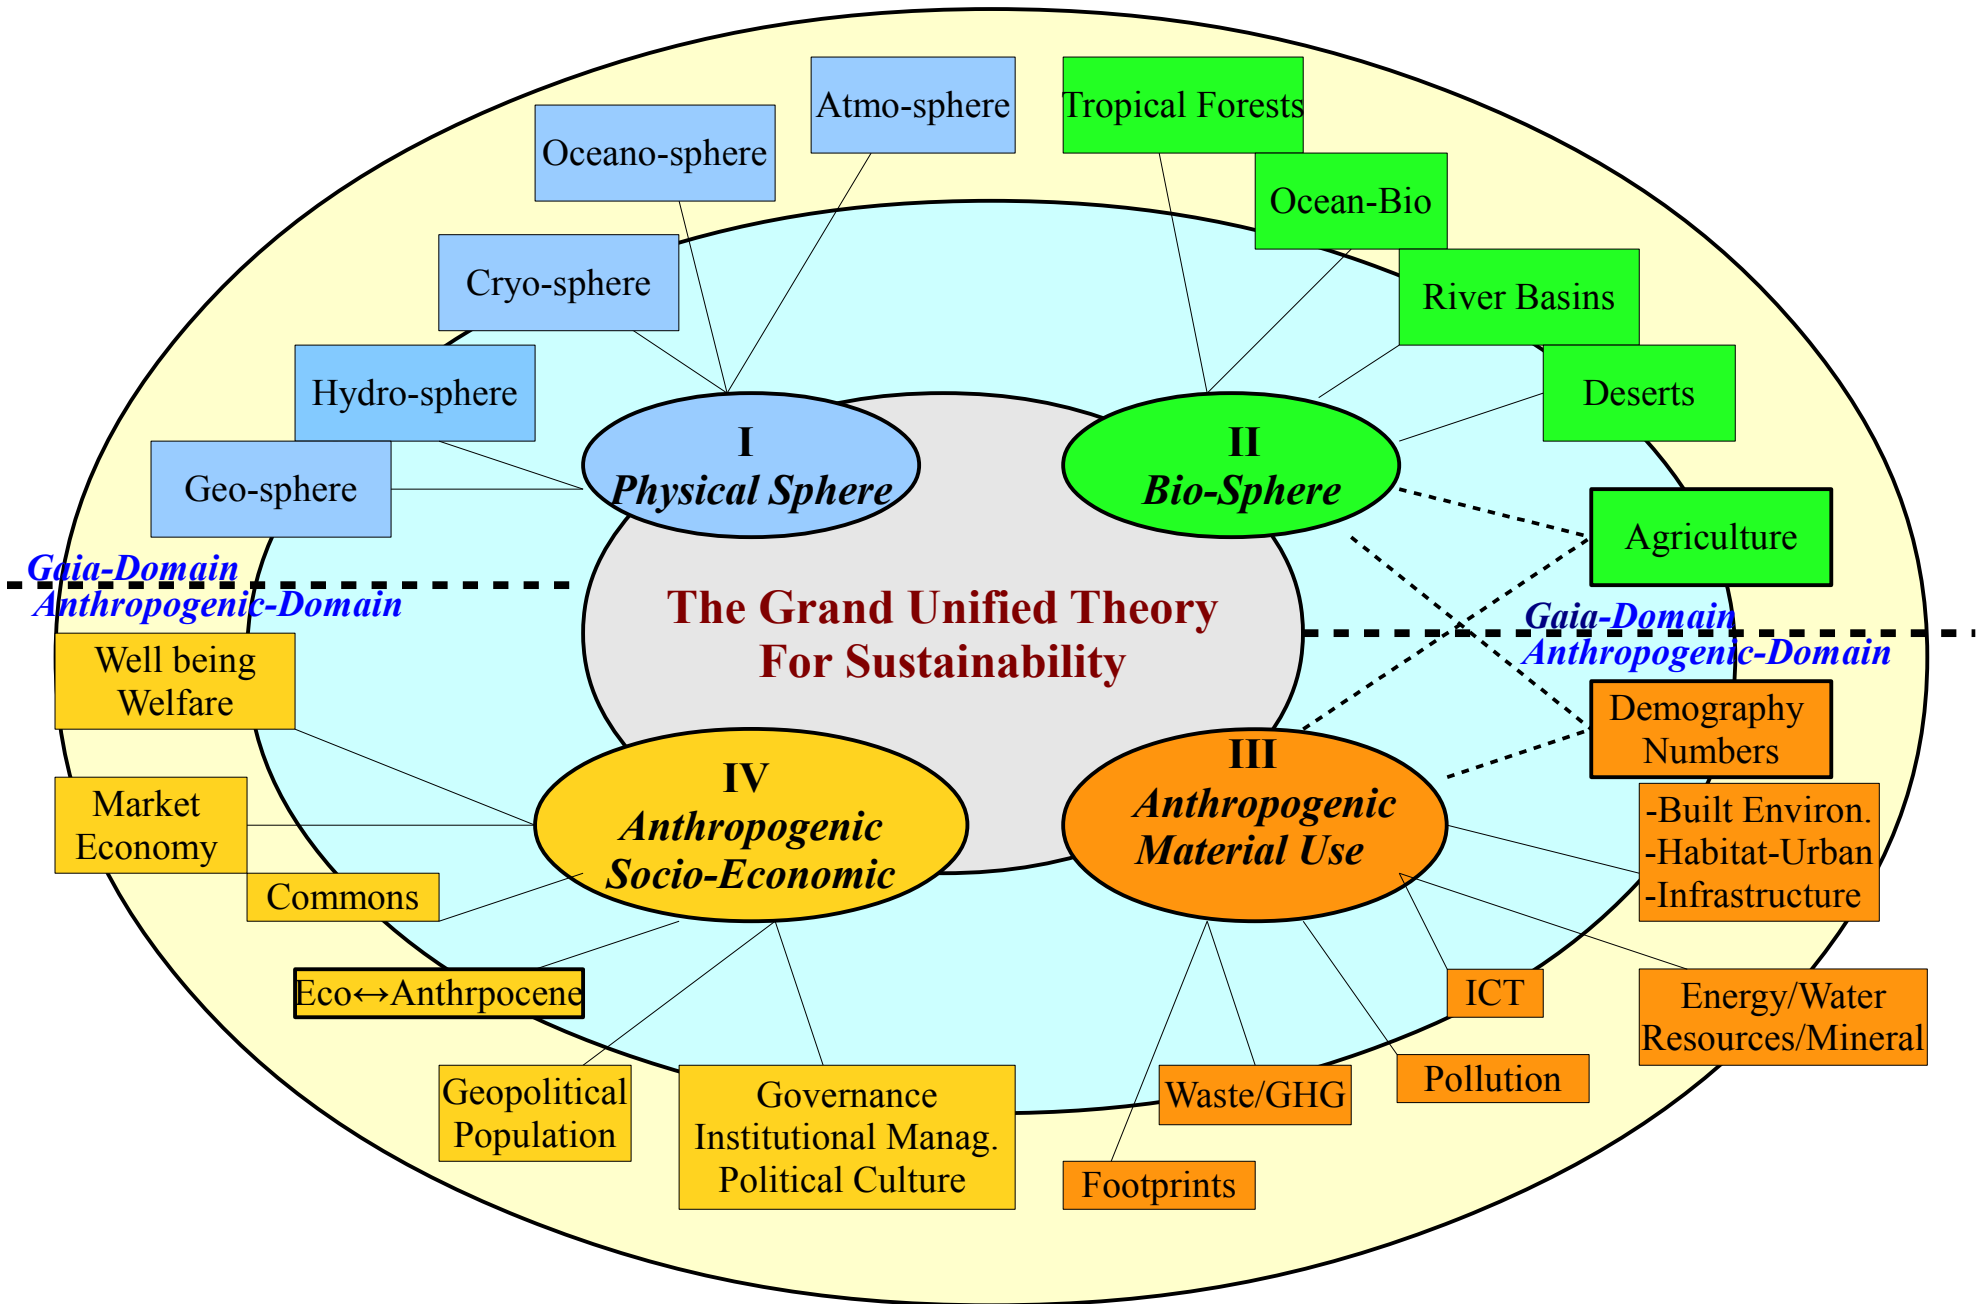 Atmo-sphere
Tropical Forests
Oceano-sphere
Ocean-Bio
Cryo-sphere
River Basins
Hydro-sphere
Deserts
I
Physical Sphere
II
Bio-Sphere
Geo-sphere
Agriculture
Gaia-Domain
Anthropogenic-Domain
The Grand Unified Theory
For Sustainability
Gaia-Domain
Anthropogenic-Domain
Well being
Welfare
Demography
Numbers
IV
Anthropogenic
Socio-Economic
III
Anthropogenic
Material Use
Market
Economy
-Built Environ.
-Habitat-Urban
-Infrastructure
Commons
Eco↔Anthrpocene
ICT
Energy/Water
Resources/Mineral
Geopolitical
Population
Governance
Institutional Manag.
Political Culture
Waste/GHG
Pollution
Footprints